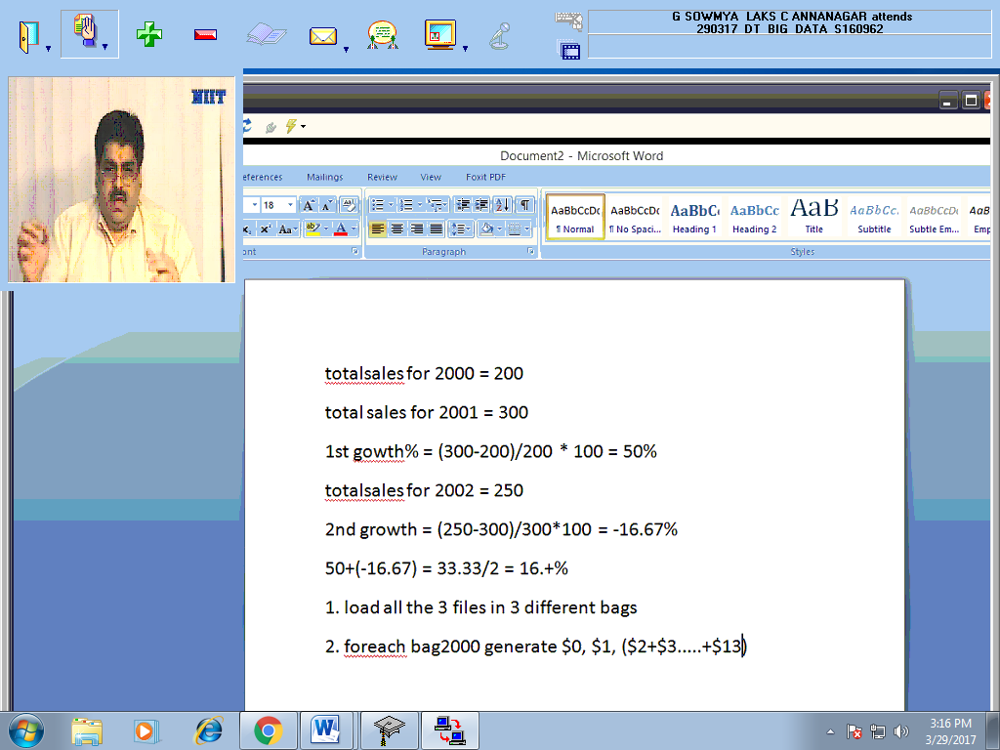 G SOWMYA LAKS C ANNANAGAR attends
290317 DT BIG DATA S160962
NIIT
Document2 - Microsoft Word
eferences Mailings Review View Foxit PDF
18 A A Aa
x² Aa ab A
AaBbCcDc AaBbCcDc AaBbC AaBbCc AaB AaBbCc. AaBbCcDc AaB
¶ Normal ¶ No Spaci... Heading 1 Heading 2 Title Subtitle Subtle Em... Emp
ont Paragraph Styles
totalsales for 2000 = 200
total sales for 2001 = 300
1st gowth% = (300-200)/200 * 100 = 50%
totalsales for 2002 = 250
2nd growth = (250-300)/300*100 = -16.67%
50+(-16.67) = 33.33/2 = 16.+%
1. load all the 3 files in 3 different bags
2. foreach bag2000 generate $0, $1, ($2+$3.....+$13)
3:16 PM
3/29/2017